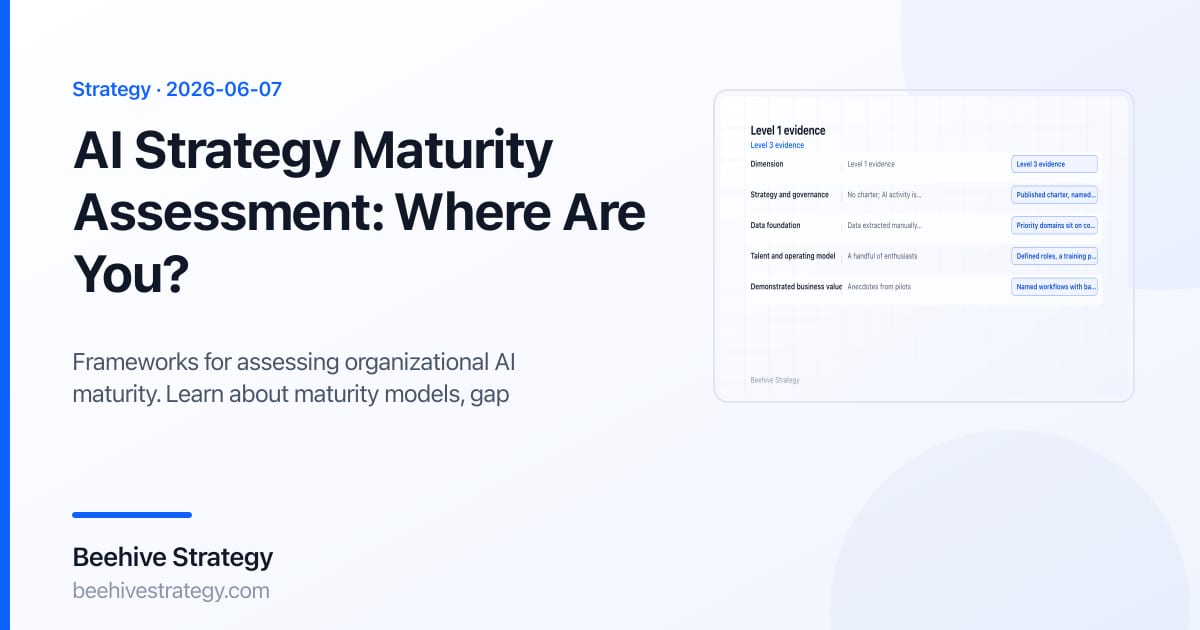 Strategy · 2026-06-07
AI Strategy Maturity
Assessment: Where Are
You?
Frameworks for assessing organizational AI
maturity. Learn about maturity models, gap
Beehive Strategy
beehivestrategy.com
Level 1 evidence
Level 3 evidence
Dimension Level 1 evidence Level 3 evidence
Strategy and governance No charter; AI activity is... Published charter, named...
Data foundation Data extracted manually... Priority domains sit on co...
Talent and operating model A handful of enthusiasts Defined roles, a training p...
Demonstrated business value Anecdotes from pilots Named workflows with ba...
Beehive Strategy